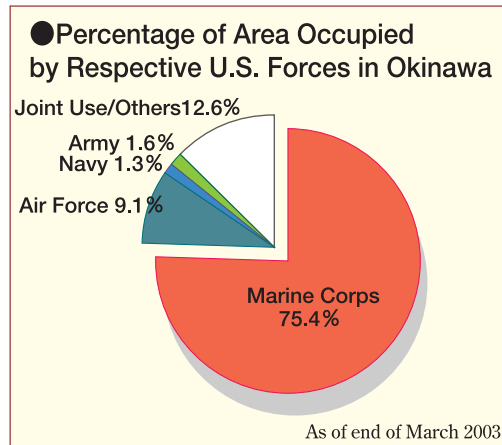 ●Percentage of Area Occupied
by Respective U.S. Forces in Okinawa
Joint Use/Others12.6%
Army 1.6%
Navy 1.3%
Air Force 9.1%
Marine Corps
75.4%
As of end of March 2003